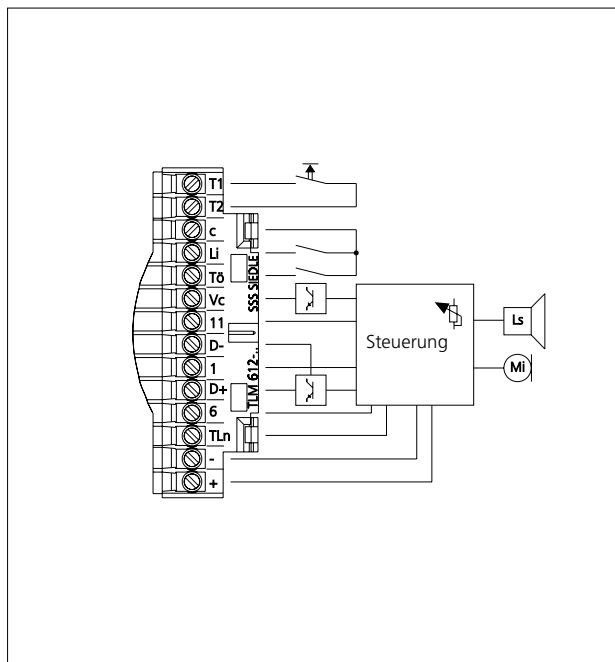 T1
T2
c
Li
Tö
Vc
11
D-
1
D+
6
TLn
-
+
SSS SIEDLE
TLM 612-..
Steuerung
Ls
Mi